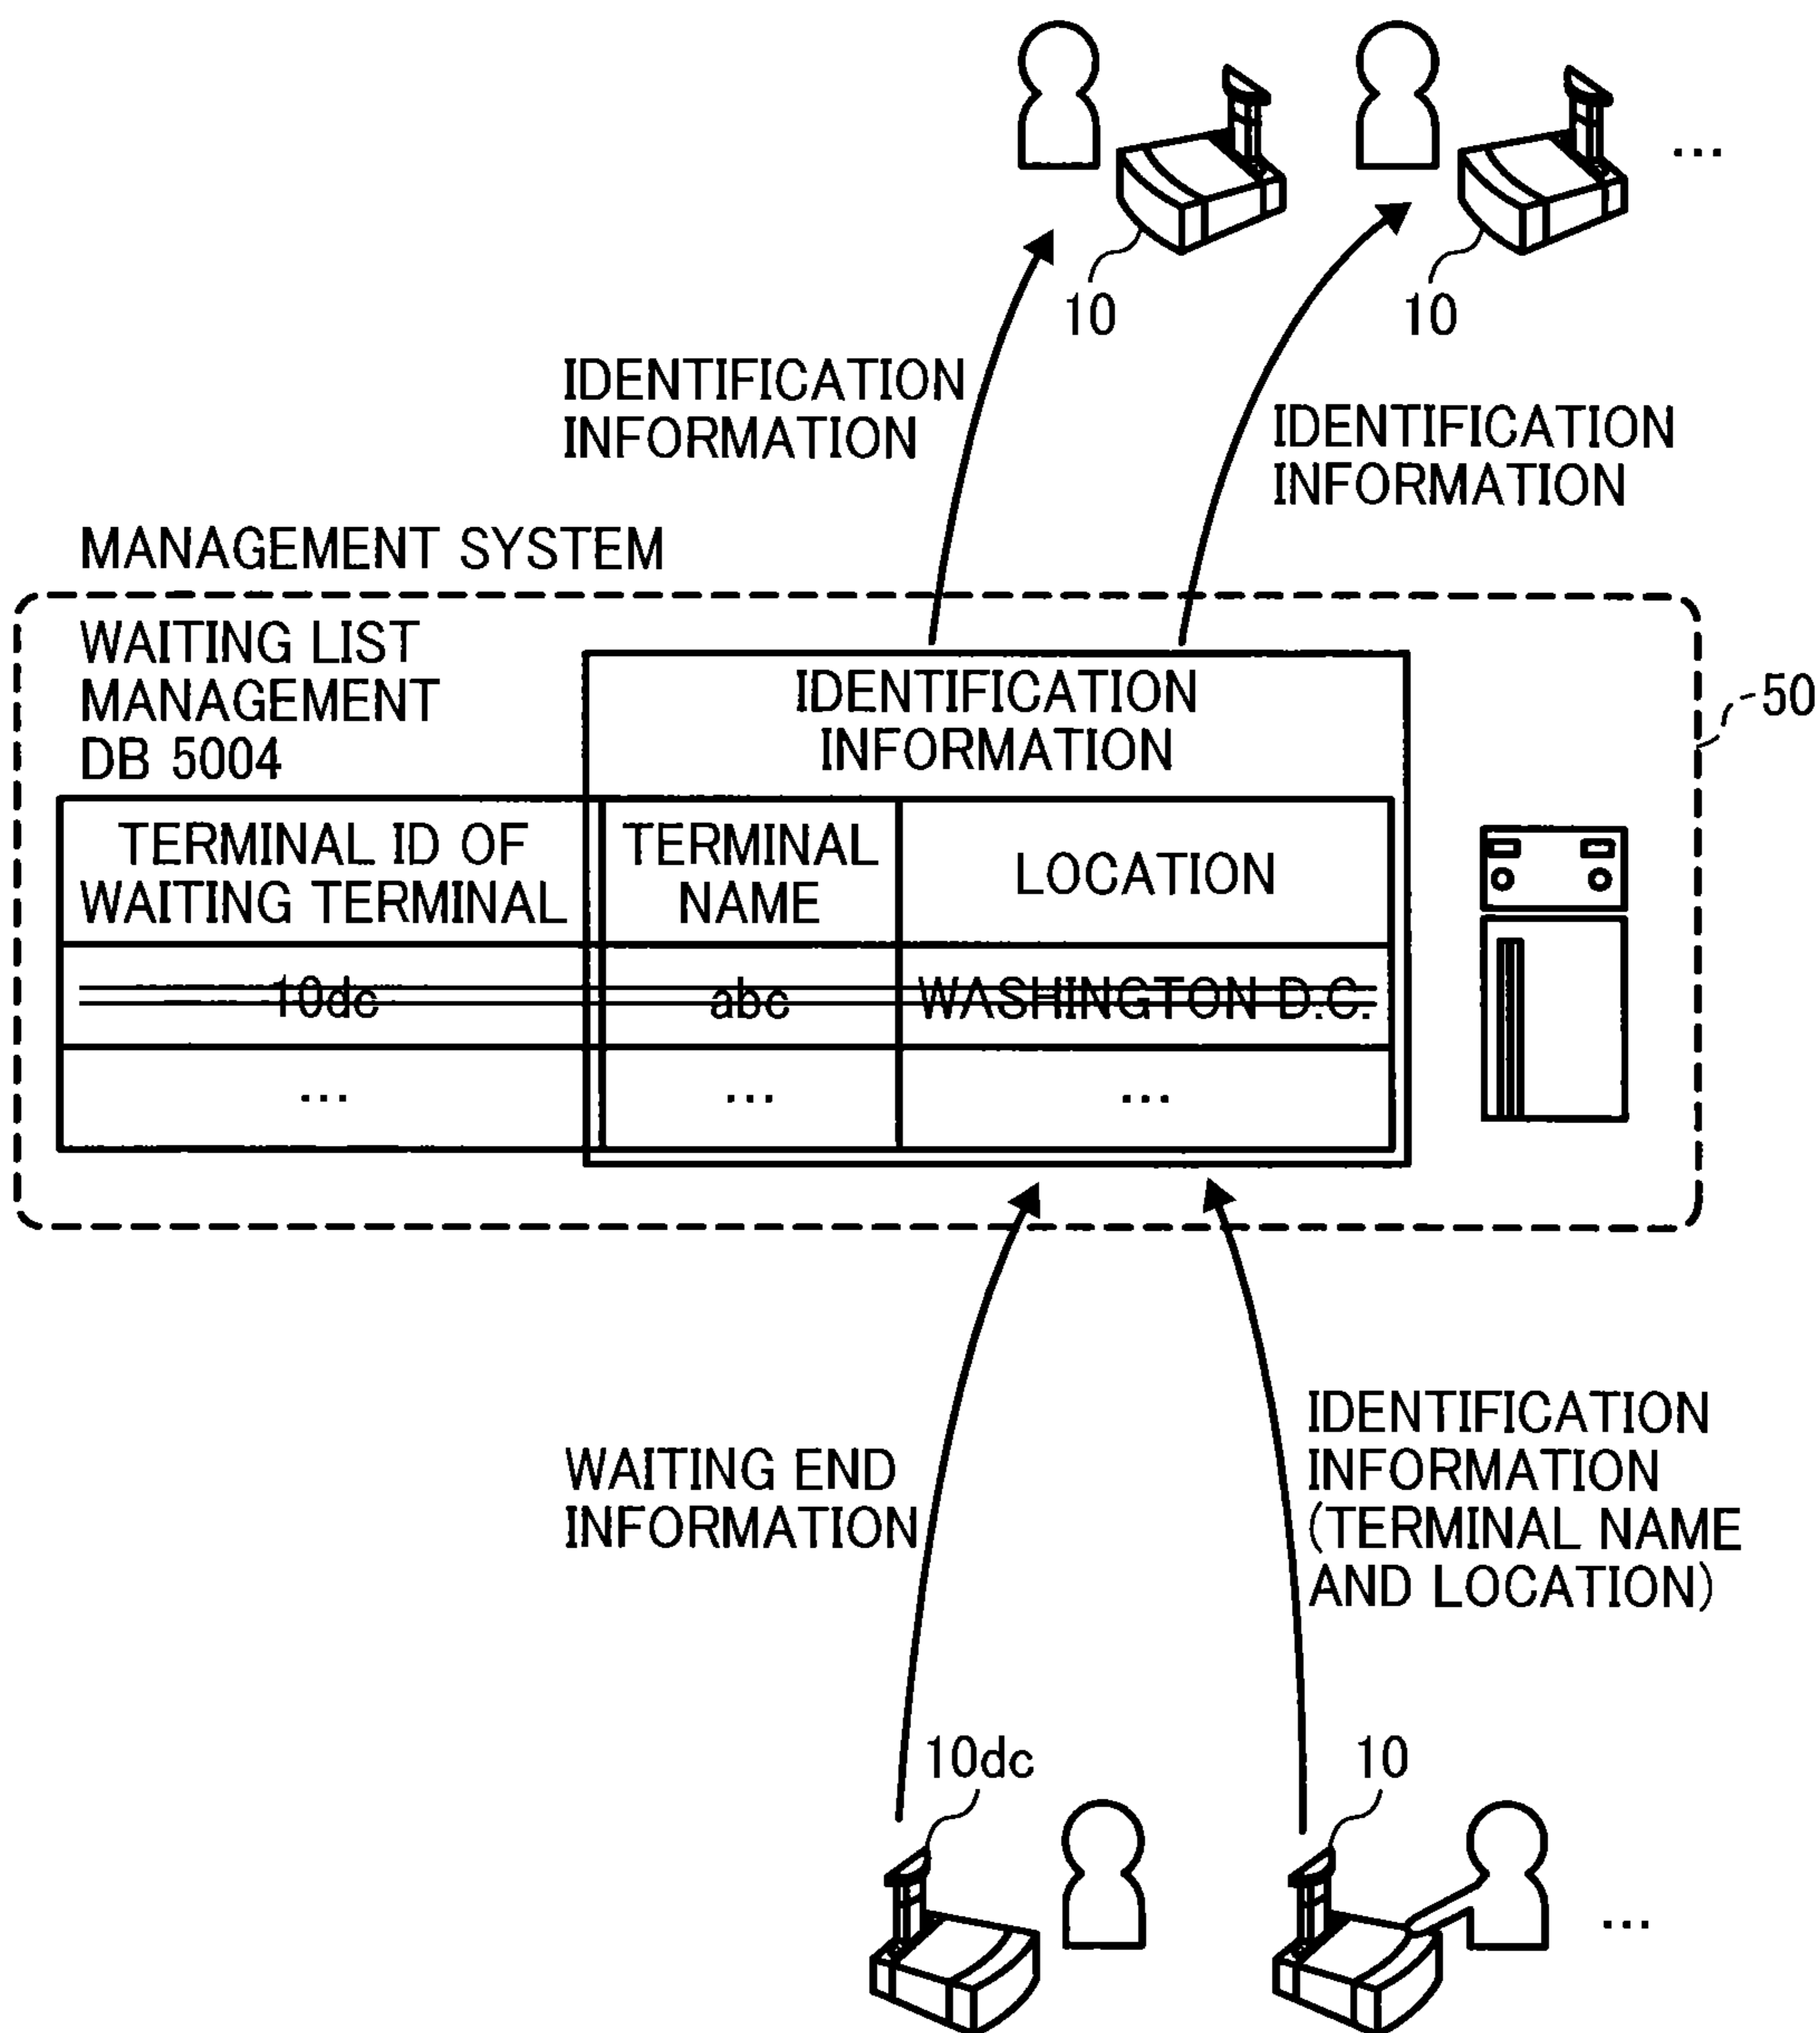 ...
10
10
IDENTIFICATION
INFORMATION
IDENTIFICATION
INFORMATION
MANAGEMENT SYSTEM
WAITING LIST
MANAGEMENT
DB 5004
IDENTIFICATION
INFORMATION
50
TERMINAL ID OF
WAITING TERMINAL
TERMINAL
NAME
LOCATION
10dc
abc
WASHINGTON D.C.
...
...
...
WAITING END
INFORMATION
IDENTIFICATION
INFORMATION
(TERMINAL NAME
AND LOCATION)
10dc
10
...